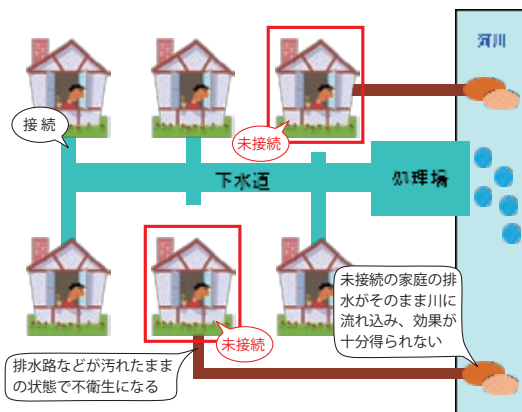 河川
接続
未接続
下水道
処理場
未接続の家庭の排
水がそのまま川に
流れ込み、効果が
十分得られない
未接続
排水路などが汚れたまま
の状態で不衛生になる